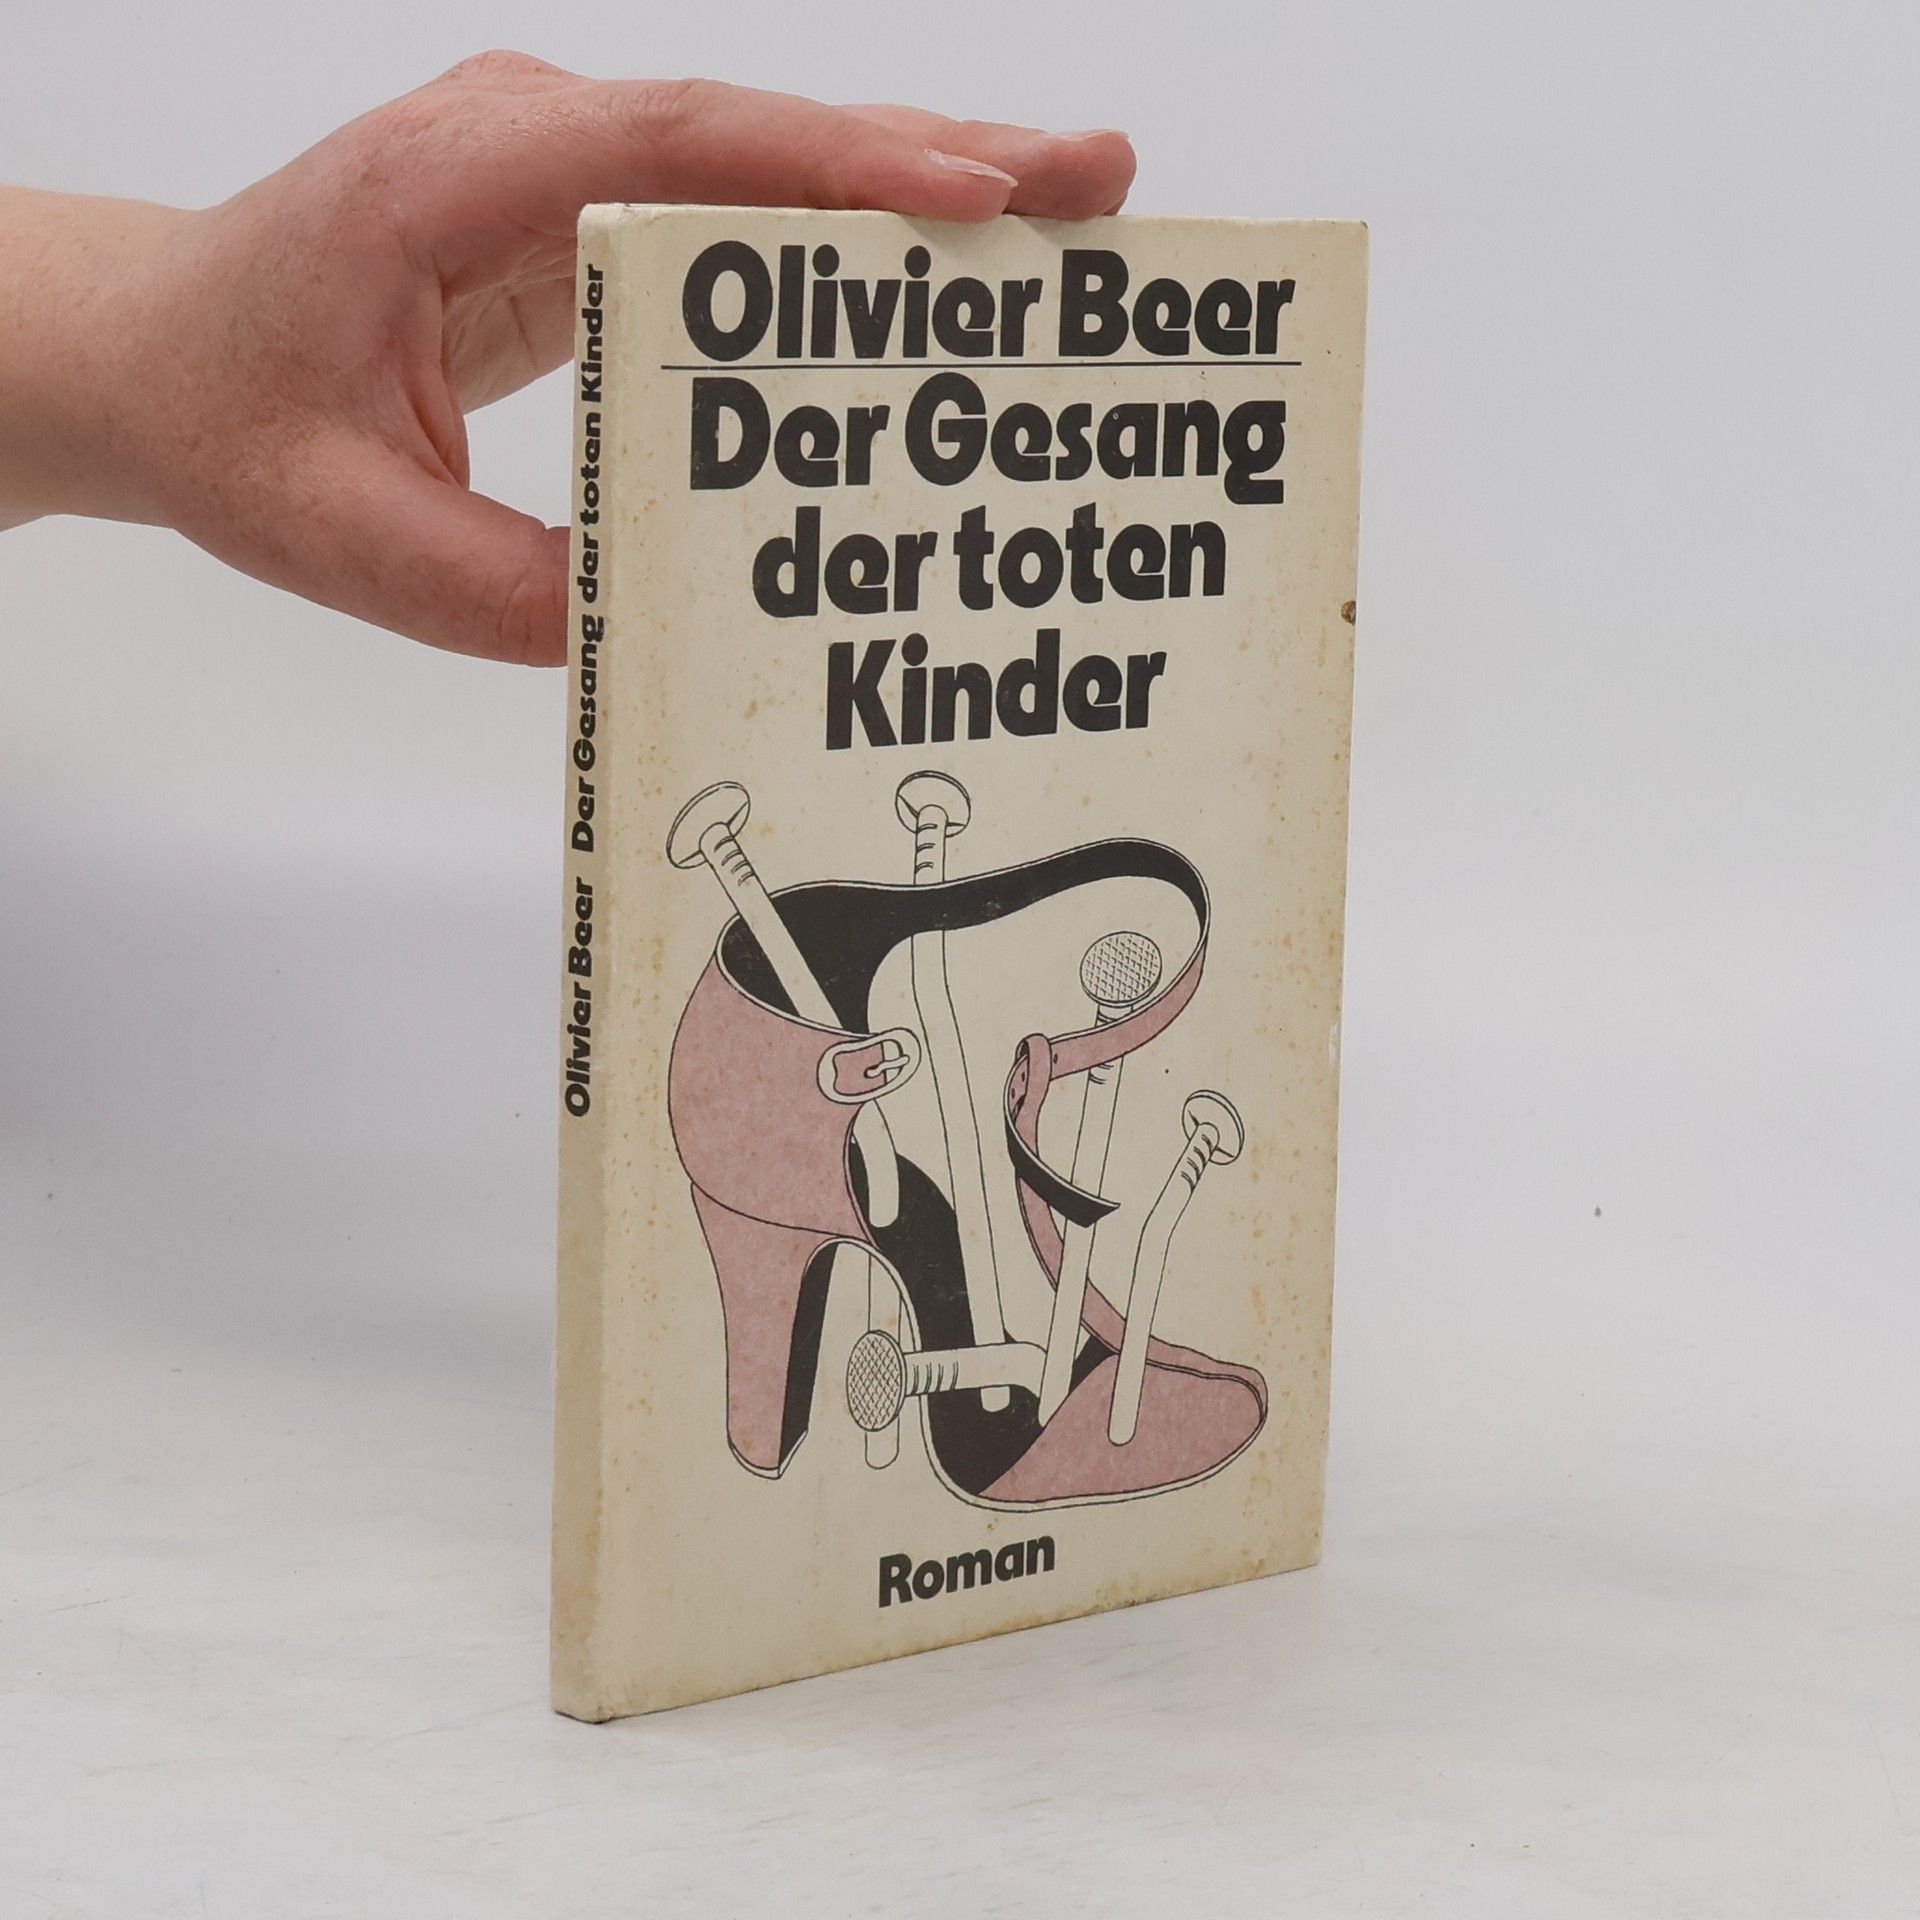 Olivier Beer
Der Gesang
der toten
Kinder
Roman
Olivier Beer Der Gesang der toten Kinder